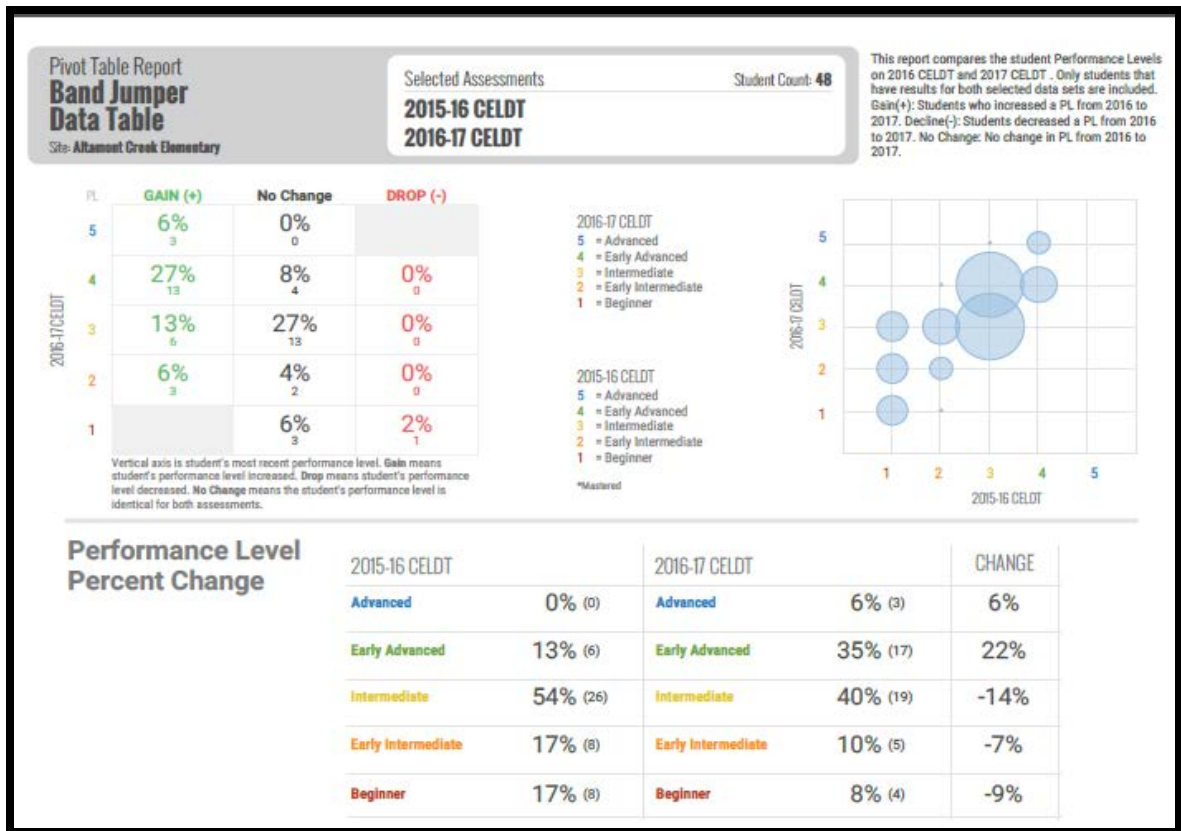 Pivot Table Report
Band Jumper
Data Table
Site: Altamont Creek Elementary
Selected Assessments Student Count: 48
2015-16 CELDT
2016-17 CELDT
This report compares the student Performance Levels
on 2016 CELDT and 2017 CELDT . Only students that
have results for both selected data sets are included.
Gain(+): Students who increased a PL from 2016 to
2017. Decline(-): Students decreased a PL from 2016
to 2017. No Change: No change in PL from 2016 to
2017.
PL GAIN (+) No Change DROP (-)
5 6% 0%
3 0
4 27% 8% 0%
13 4 0
3 13% 27% 0%
6 13 0
2 6% 4% 0%
3 2 0
1 6% 2%
3 1
2016-17CELDT
Vertical axis is student's most recent performance level. Gain means
student's performance level increased, Drop means student's performance
level decreased. No Change means the student's performance level is
identical for both assessments.
2016-17 CELDT
5 = Advanced
4 = Early Advanced
3 = Intermediate
2 = Early Intermediate
1 = Beginner
2015-16 CELDT
5 = Advanced
4 = Early Advanced
3 = Intermediate
2 = Early Intermediate
1 = Beginner
*Mastered
2016-17 CELDT
5
4
3
2
1
1 2 3 4 5
2015-16 CELDT
Performance Level
Percent Change
2015-16 CELDT 2016-17 CELDT CHANGE
Advanced 0% (0) Advanced 6% (3) 6%
Early Advanced 13% (6) Early Advanced 35% (17) 22%
Intermediate 54% (26) Intermediate 40% (19) -14%
Early Intermediate 17% (8) Early Intermediate 10% (5) -7%
Beginner 17% (8) Beginner 8% (4) -9%